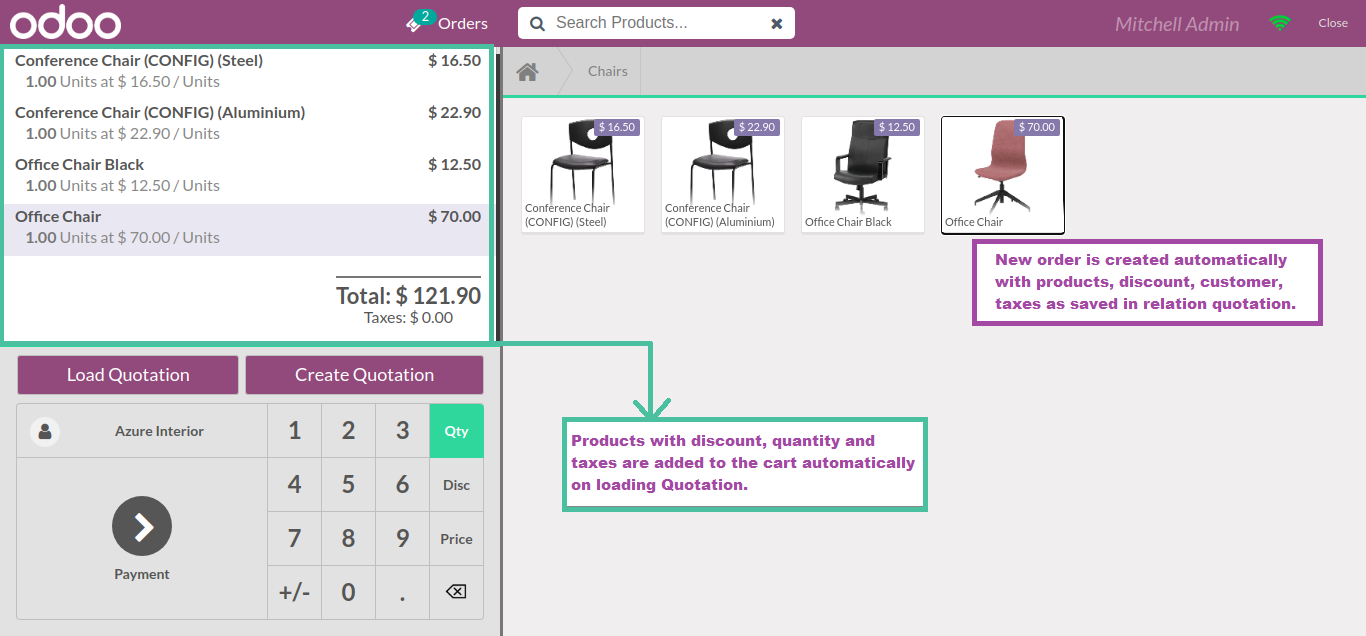 odoo
2
Orders
Search Products...
Mitchell Admin
Close
Conference Chair (CONFIG) (Steel) $ 16.50
1.00 Units at $ 16.50 / Units
Conference Chair (CONFIG) (Aluminium) $ 22.90
1.00 Units at $ 22.90 / Units
Office Chair Black $ 12.50
1.00 Units at $ 12.50 / Units
Office Chair $ 70.00
1.00 Units at $ 70.00 / Units
Total: $ 121.90
Taxes: $ 0.00
Load Quotation
Create Quotation
Azure Interior
Payment
1 2 3 Qty
4 5 6 Disc
7 8 9 Price
+/- 0 .
Chairs
$ 16.50
Conference Chair
(CONFIG) (Steel)
$ 22.90
Conference Chair
(CONFIG) (Aluminium)
$ 12.50
Office Chair Black
$ 70.00
Office Chair
New order is created automatically
with products, discount, customer,
taxes as saved in relation quotation.
Products with discount, quantity and
taxes are added to the cart automatically
on loading Quotation.